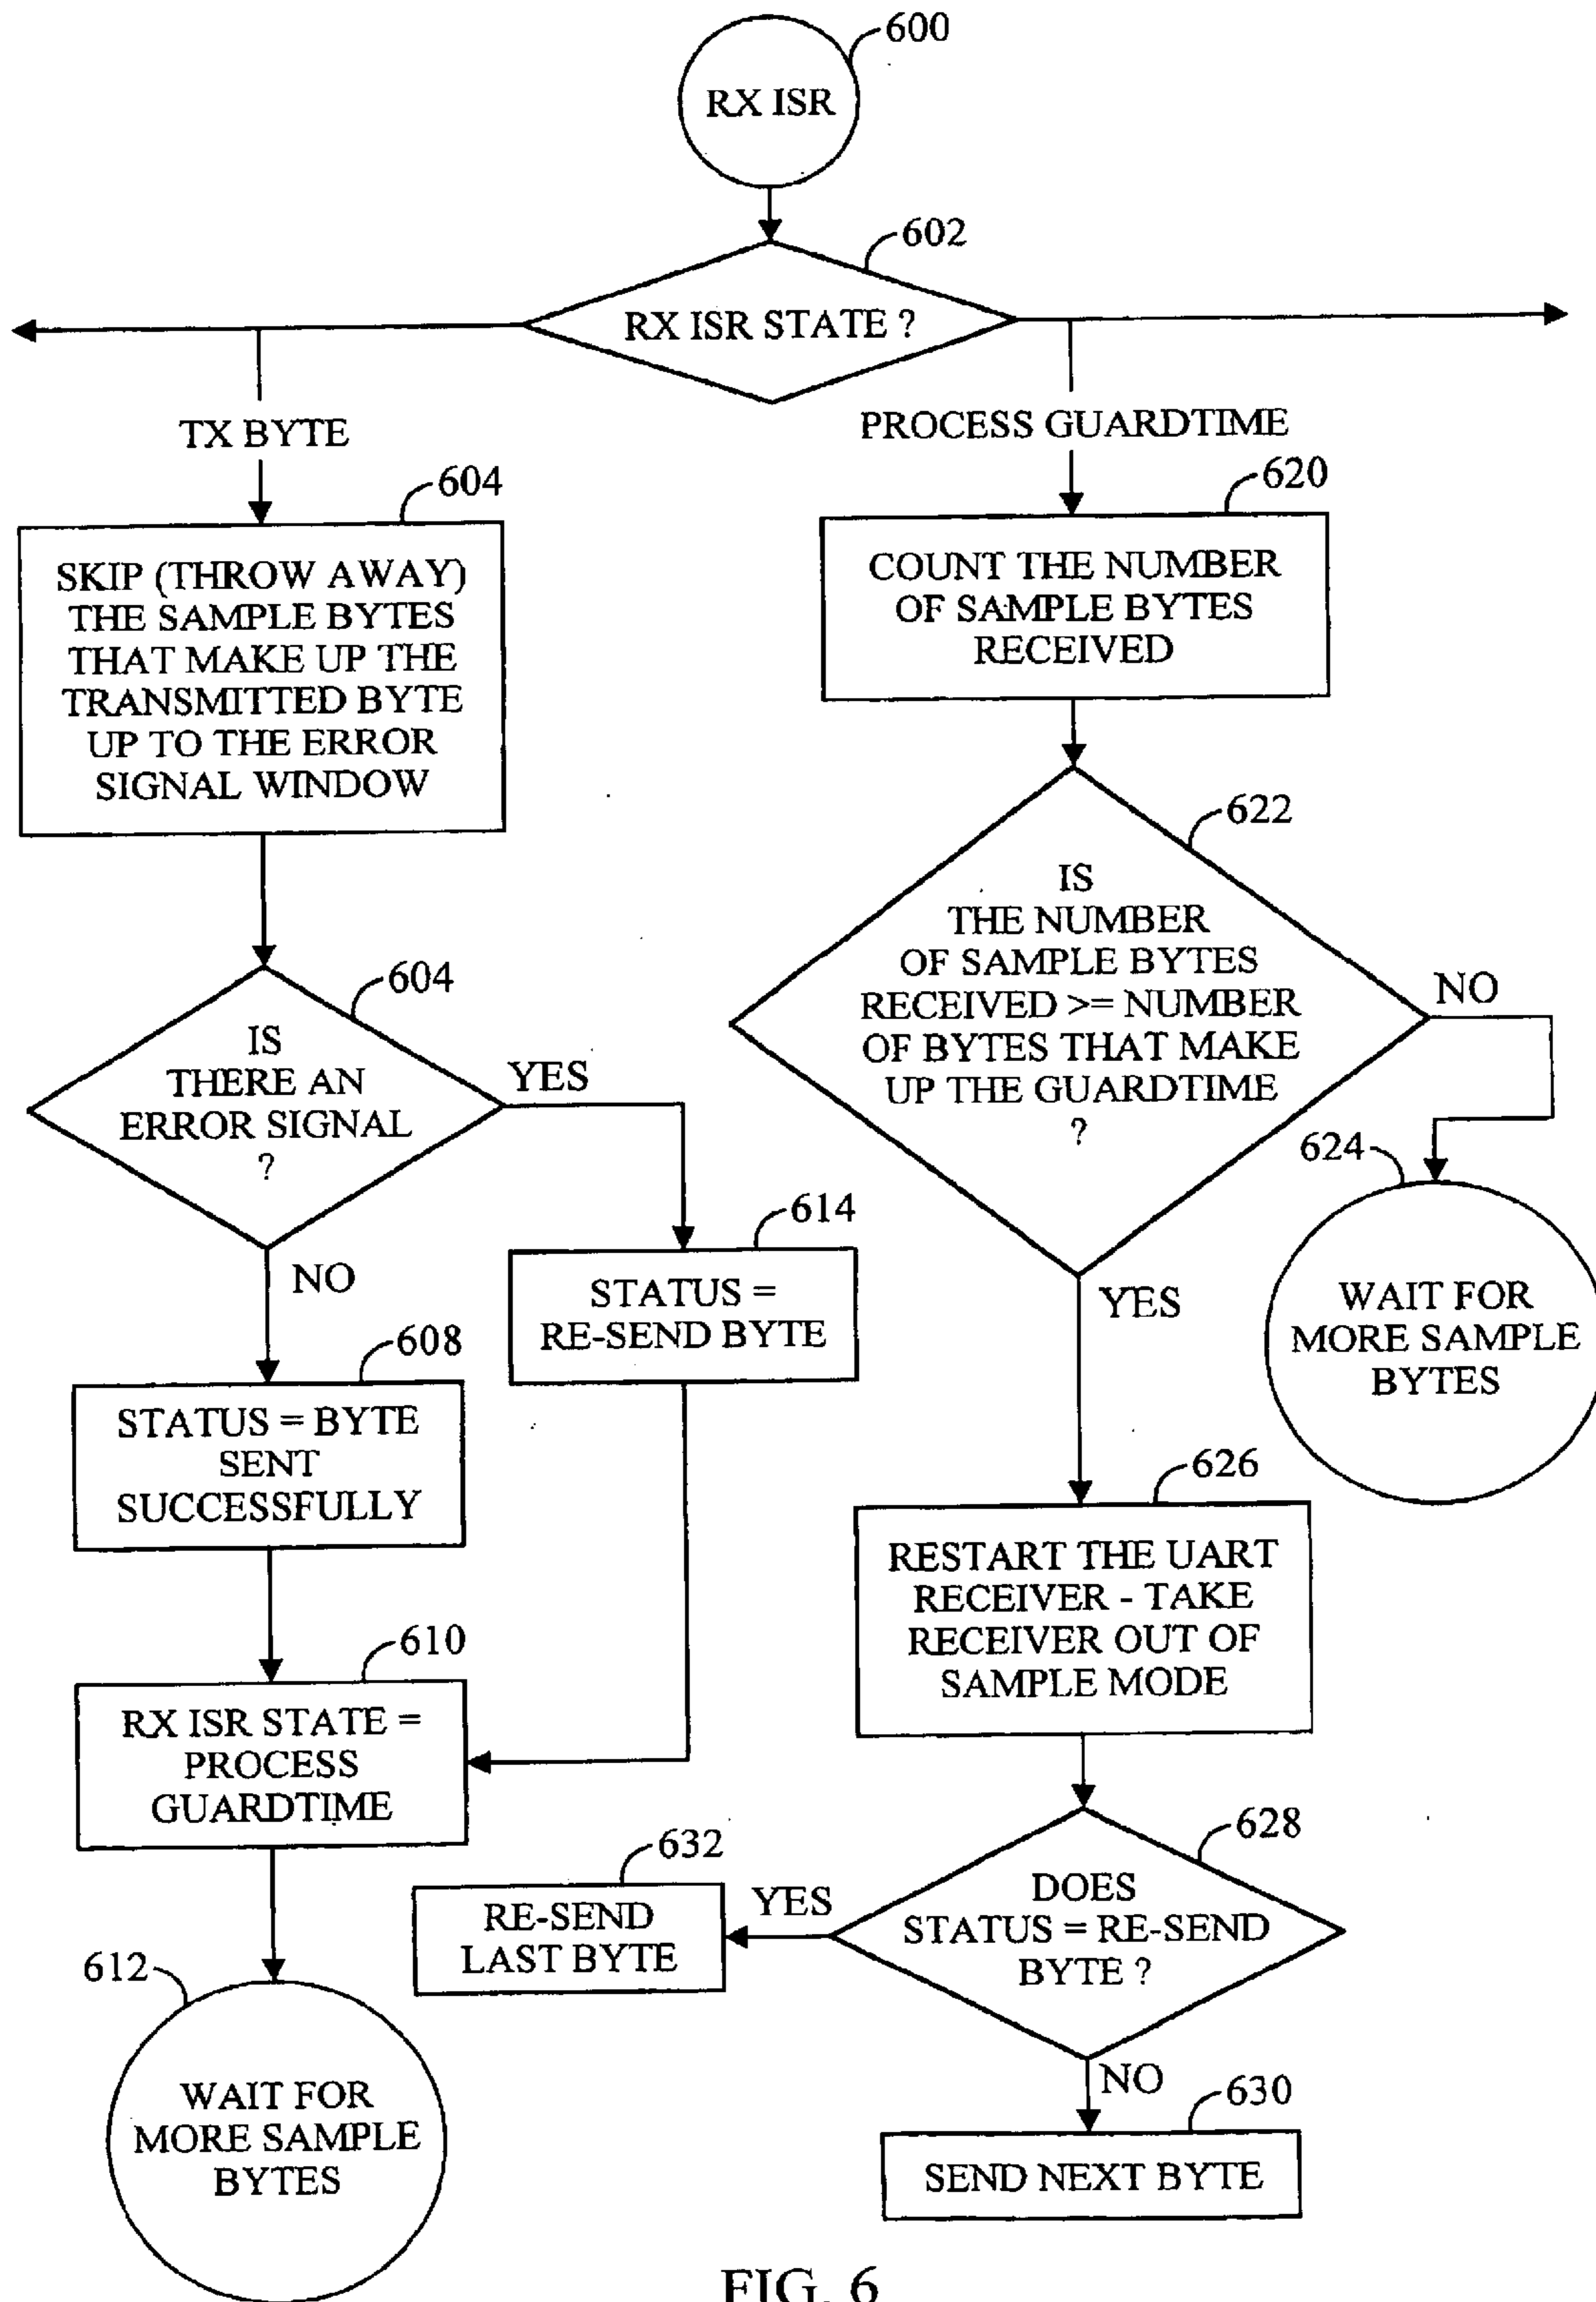 600
RX ISR
602
RX ISR STATE ?
TX BYTE
604
SKIP (THROW AWAY)
THE SAMPLE BYTES
THAT MAKE UP THE
TRANSMITTED BYTE
UP TO THE ERROR
SIGNAL WINDOW
604
IS
THERE AN
ERROR SIGNAL
?
YES
NO
614
STATUS =
RE-SEND BYTE
608
STATUS = BYTE
SENT
SUCCESSFULLY
610
RX ISR STATE =
PROCESS
GUARDTIME
612
WAIT FOR
MORE SAMPLE
BYTES
PROCESS GUARDTIME
620
COUNT THE NUMBER
OF SAMPLE BYTES
RECEIVED
622
IS
THE NUMBER
OF SAMPLE BYTES
RECEIVED >= NUMBER
OF BYTES THAT MAKE
UP THE GUARDTIME
?
NO
624
WAIT FOR
MORE SAMPLE
BYTES
YES
626
RESTART THE UART
RECEIVER - TAKE
RECEIVER OUT OF
SAMPLE MODE
628
DOES
STATUS = RE-SEND
BYTE ?
YES
632
RE-SEND
LAST BYTE
NO
630
SEND NEXT BYTE
FIG. 6